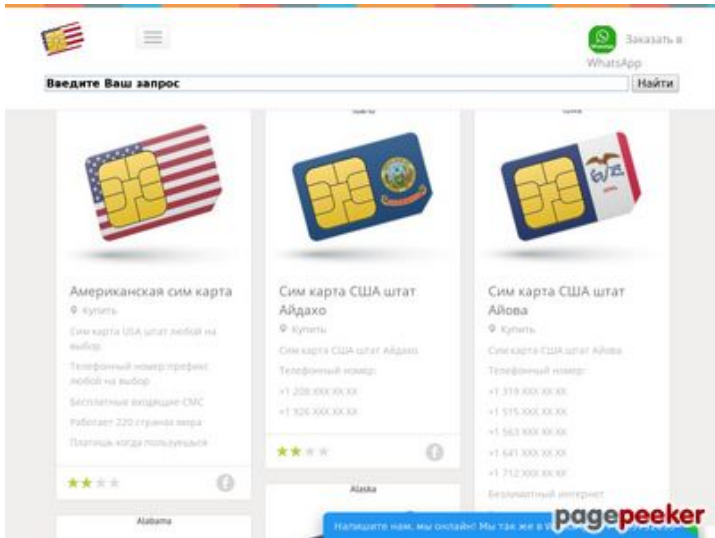 Заказать в
WhatsApp
Введите Ваш запрос
Найти
Американская сим карта
Купить
Сим карта USA штат любой на
выбор
Телефонный номер:префикс
любой на выбор
Бесплатные входящие СМС
Работает 220 странах мира
Платишь когда пользуешься
Сим карта США штат
Айдахо
Купить
Сим карта США штат Айдахо
Телефонный номер:
+1 208 XXX XX XX
+1 926 XXX XX XX
Сим карта США штат
Айова
Купить
Сим карта США штат Айова
Телефонный номер:
+1 319 XXX XX XX
+1 515 XXX XX XX
+1 563 XXX XX XX
+1 641 XXX XX XX
+1 712 XXX XX XX
Безлимитный интернет
Alabama
Alaska
Напишите нам, мы онлайн! Мы так же в
pagepeeker